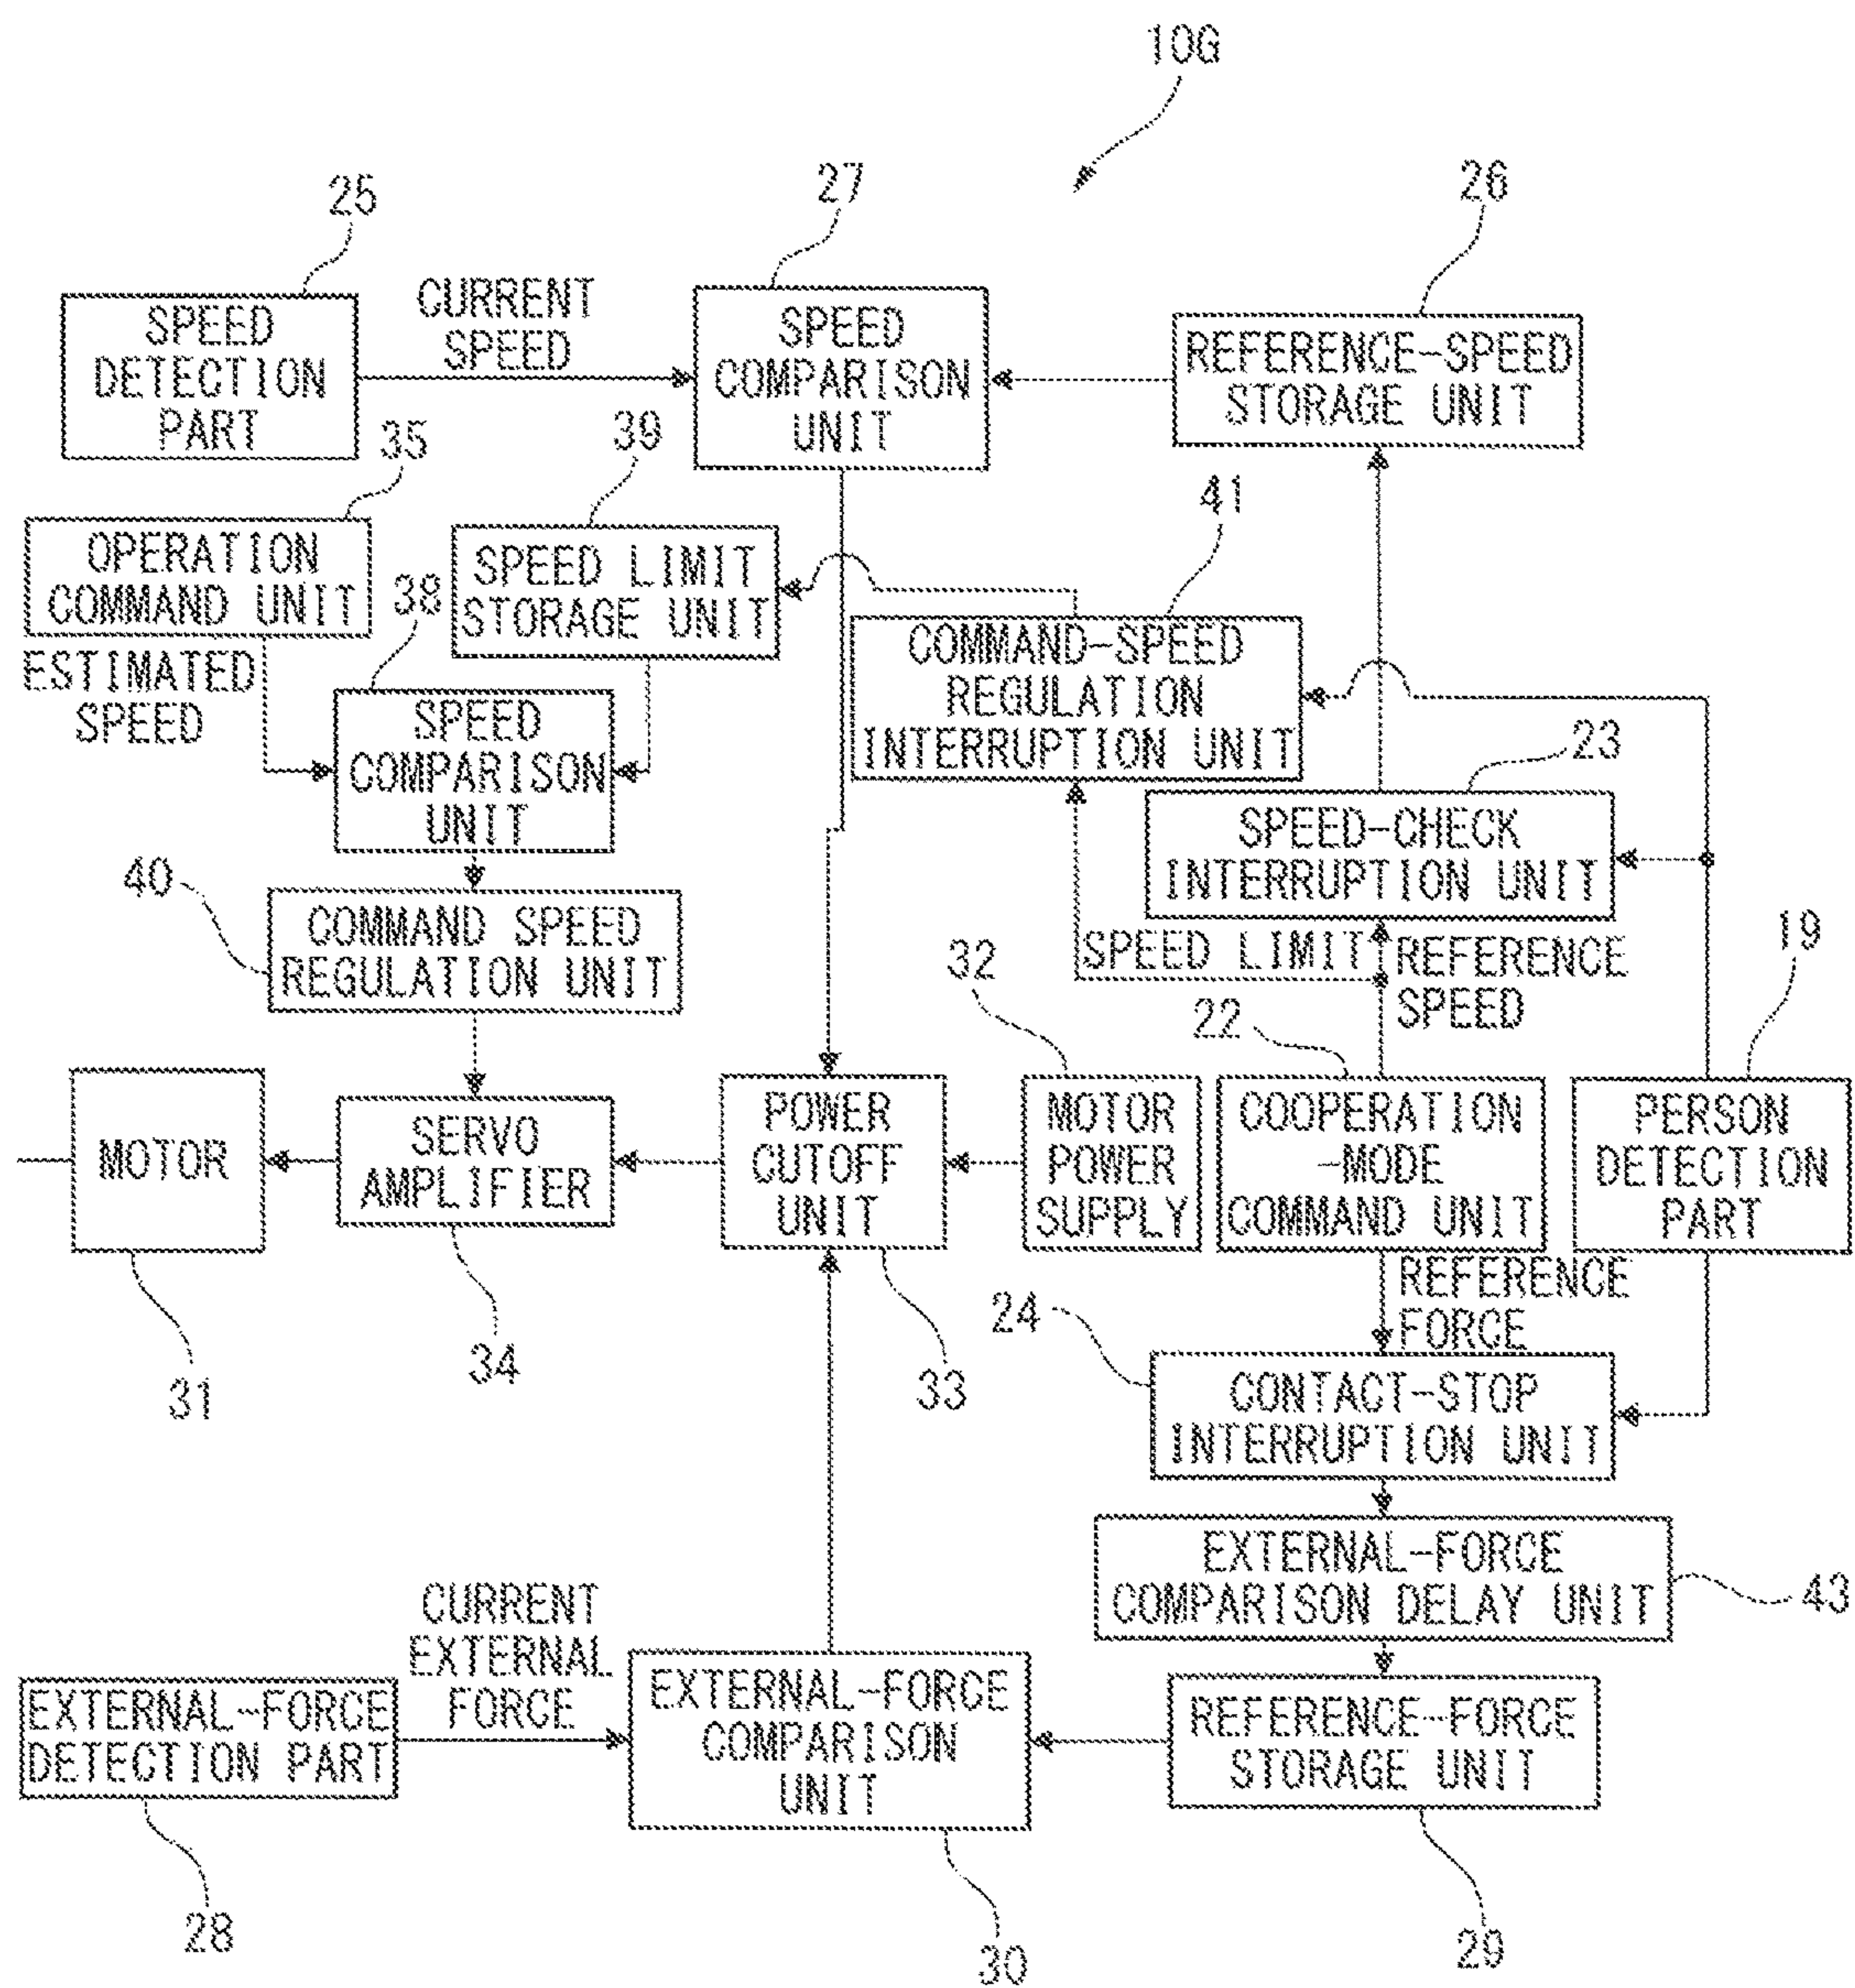 10G
25
27
26
SPEED
DETECTION
PART
CURRENT
SPEED
SPEED
COMPARISON
UNIT
REFERENCE-SPEED
STORAGE UNIT
35
39
41
OPERATION
COMMAND UNIT
ESTIMATED
SPEED
38
SPEED LIMIT
STORAGE UNIT
COMMAND-SPEED
REGULATION
INTERRUPTION UNIT
SPEED
COMPARISON
UNIT
23
SPEED-CHECK
INTERRUPTION UNIT
40
COMMAND SPEED
REGULATION UNIT
SPEED LIMIT
REFERENCE
SPEED
32
22
19
MOTOR
SERVO
AMPLIFIER
POWER
CUTOFF
UNIT
MOTOR
POWER
SUPPLY
COOPERATION
-MODE
COMMAND UNIT
PERSON
DETECTION
PART
31
34
33
24
REFERENCE
FORCE
CONTACT-STOP
INTERRUPTION UNIT
EXTERNAL-FORCE
COMPARISON DELAY UNIT
43
EXTERNAL-FORCE
DETECTION PART
CURRENT
EXTERNAL
FORCE
EXTERNAL-FORCE
COMPARISON
UNIT
REFERENCE-FORCE
STORAGE UNIT
28
30
29